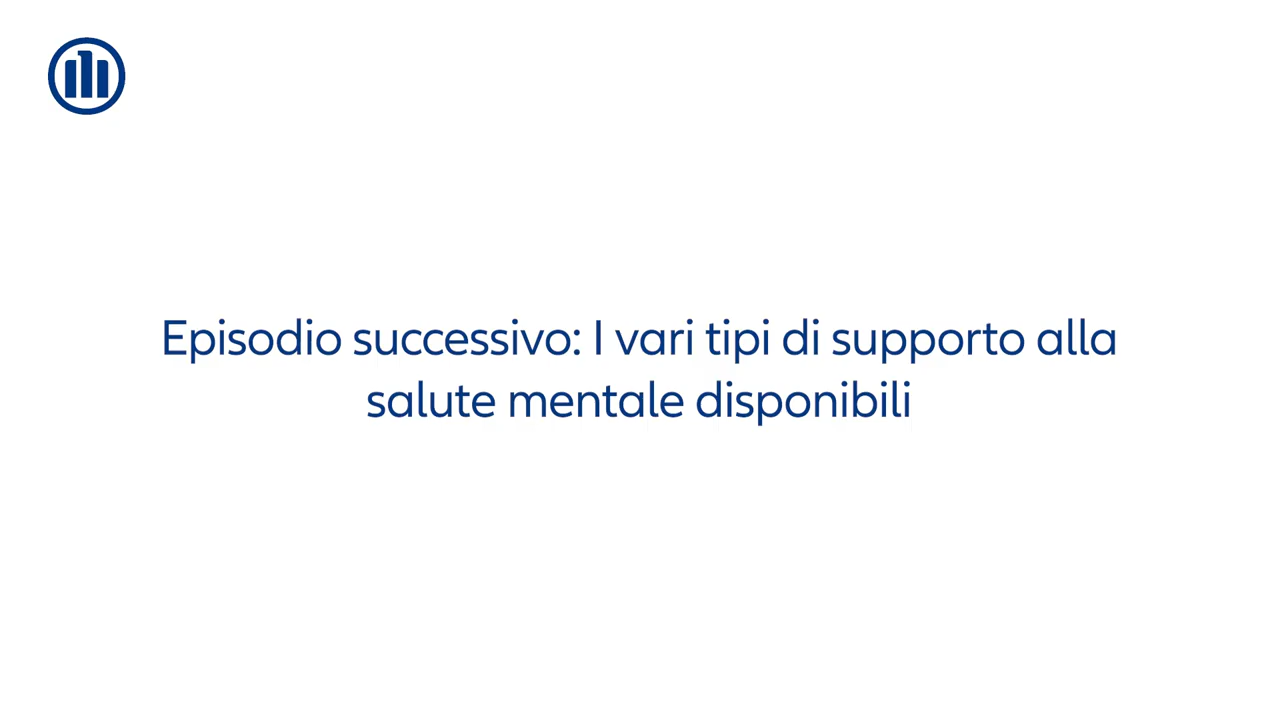 Episodio successivo: I vari tipi di supporto alla
salute mentale disponibili